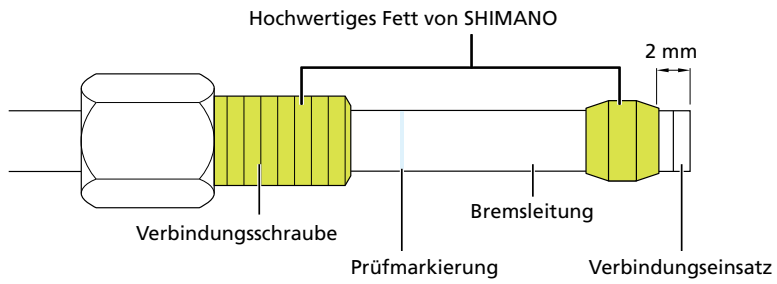 Hochwertiges Fett von SHIMANO
2 mm
Bremsleitung
Verbindungsschraube
Prüfmarkierung
Verbindungseinsatz